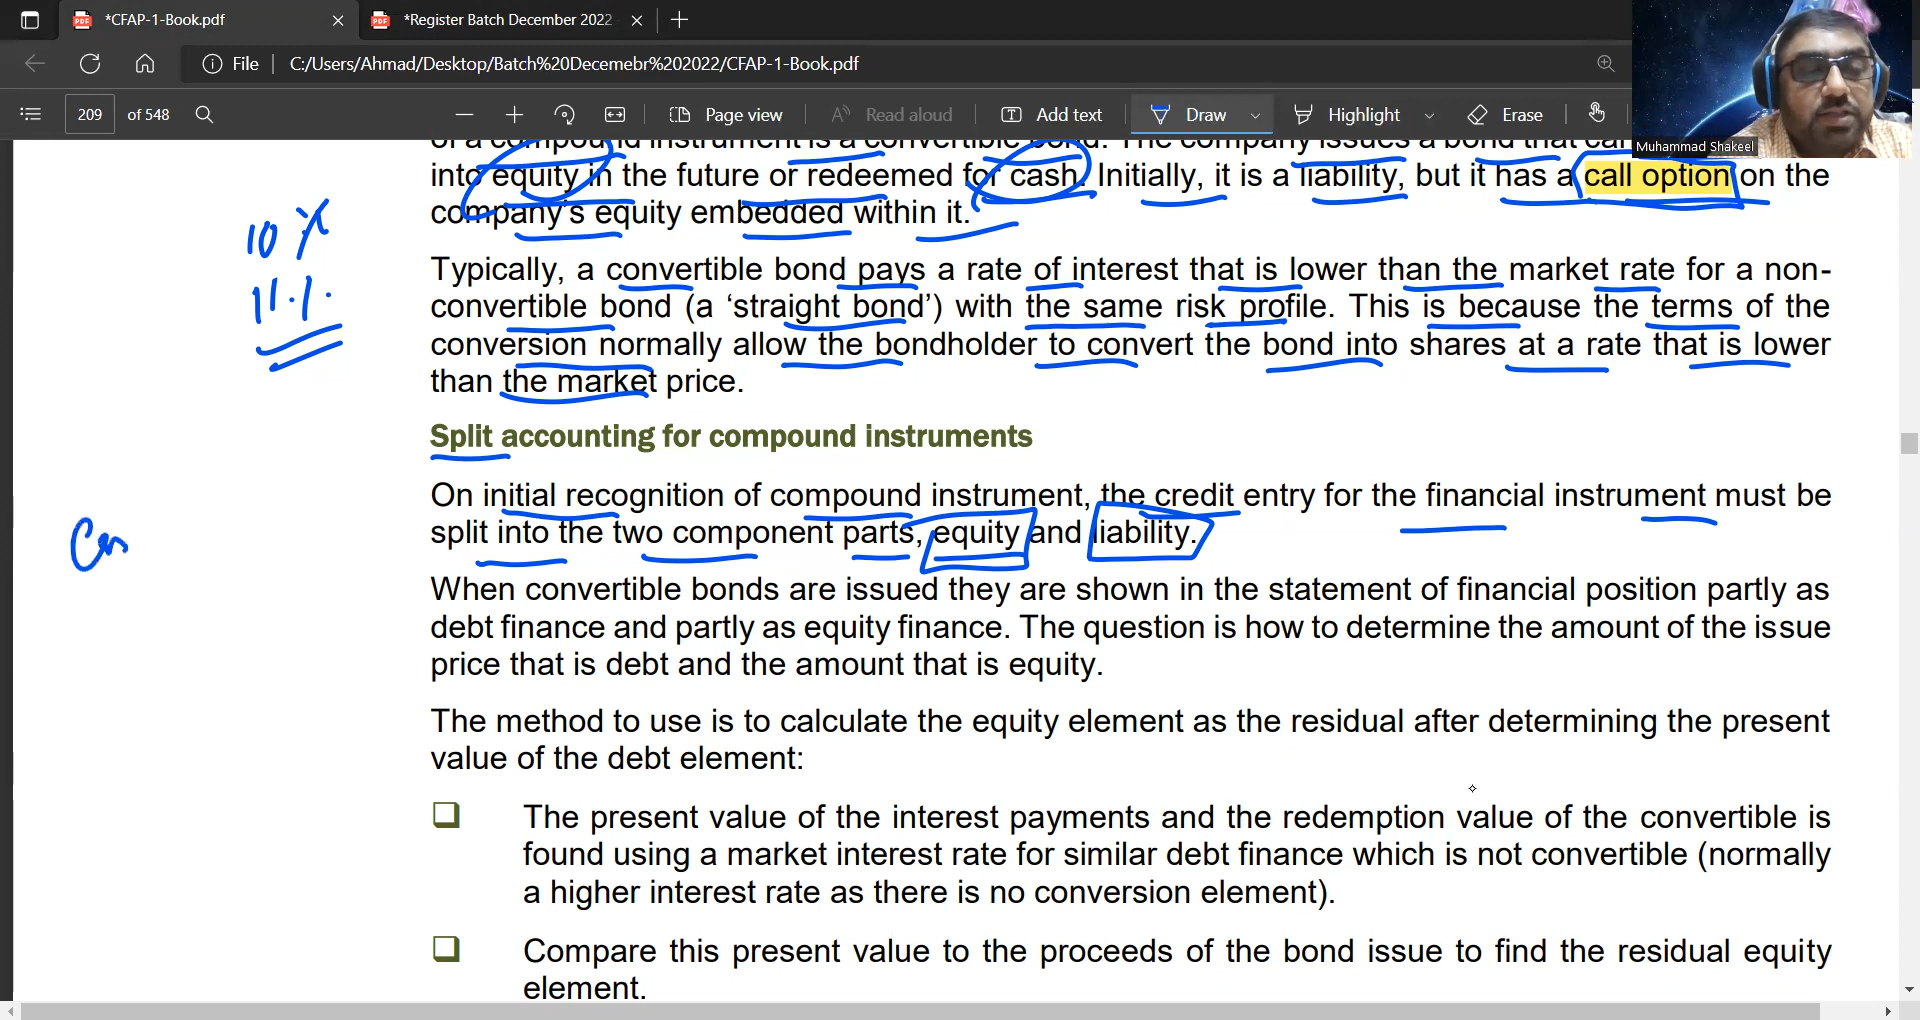 *CFAP-1-Book.pdf
*Register Batch December 2022
File
C:/Users/Ahmad/Desktop/Batch%20Decemebr%202022/CFAP-1-Book.pdf
209 of 548
Page view
Read aloud
Add text
Draw
Highlight
Erase
Muhammad Shakeel
of a compound instrument is a convertible bond. The company issues a bond that can
into equity in the future or redeemed for cash. Initially, it is a liability, but it has a call option on the
company's equity embedded within it.
10 %
11.1.
Typically, a convertible bond pays a rate of interest that is lower than the market rate for a non-
convertible bond (a ‘straight bond’) with the same risk profile. This is because the terms of the
conversion normally allow the bondholder to convert the bond into shares at a rate that is lower
than the market price.
Split accounting for compound instruments
On initial recognition of compound instrument, the credit entry for the financial instrument must be
split into the two component parts, equity and liability.
When convertible bonds are issued they are shown in the statement of financial position partly as
debt finance and partly as equity finance. The question is how to determine the amount of the issue
price that is debt and the amount that is equity.
The method to use is to calculate the equity element as the residual after determining the present
value of the debt element:
❑ The present value of the interest payments and the redemption value of the convertible is
found using a market interest rate for similar debt finance which is not convertible (normally
a higher interest rate as there is no conversion element).
❑ Compare this present value to the proceeds of the bond issue to find the residual equity
element.